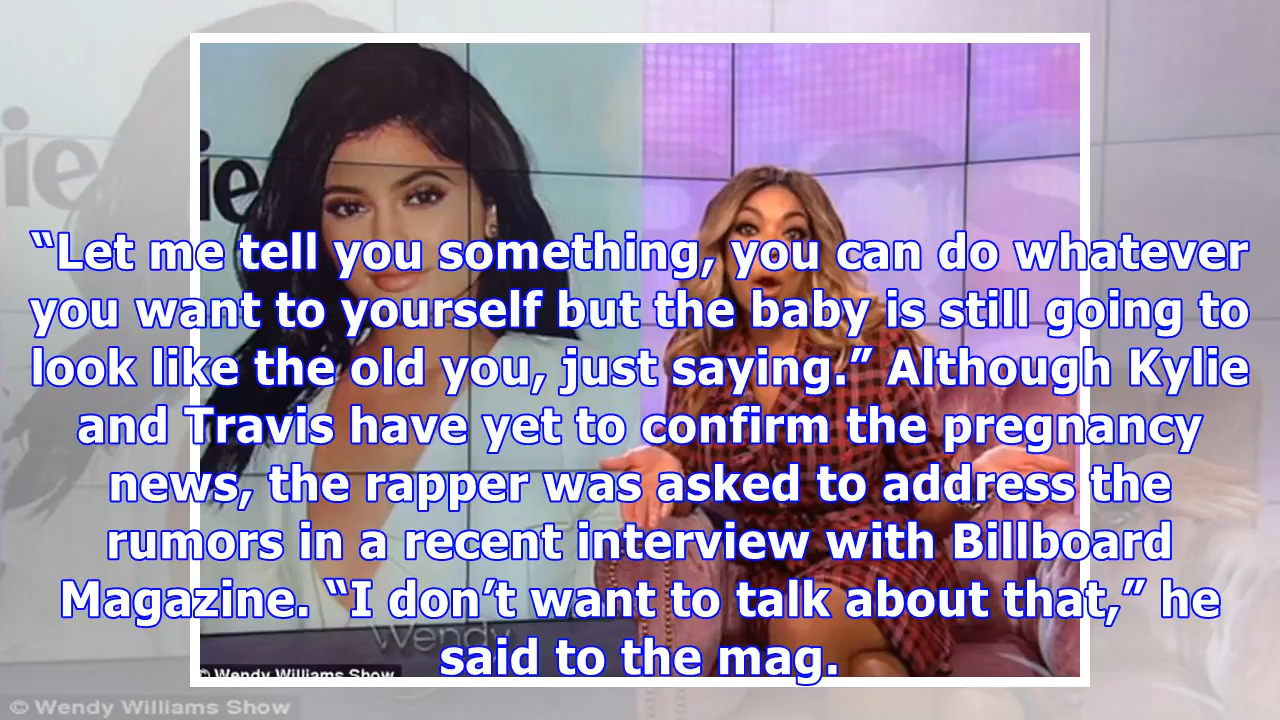 ie
ie
“Let me tell you something, you can do whatever
you want to yourself but the baby is still going to
look like the old you, just saying.” Although Kylie
and Travis have yet to confirm the pregnancy
news, the rapper was asked to address the
rumors in a recent interview with Billboard
Magazine. “I don’t want to talk about that,” he
said to the mag.
Wendy
© Wendy Williams Show
© Wendy Williams Show